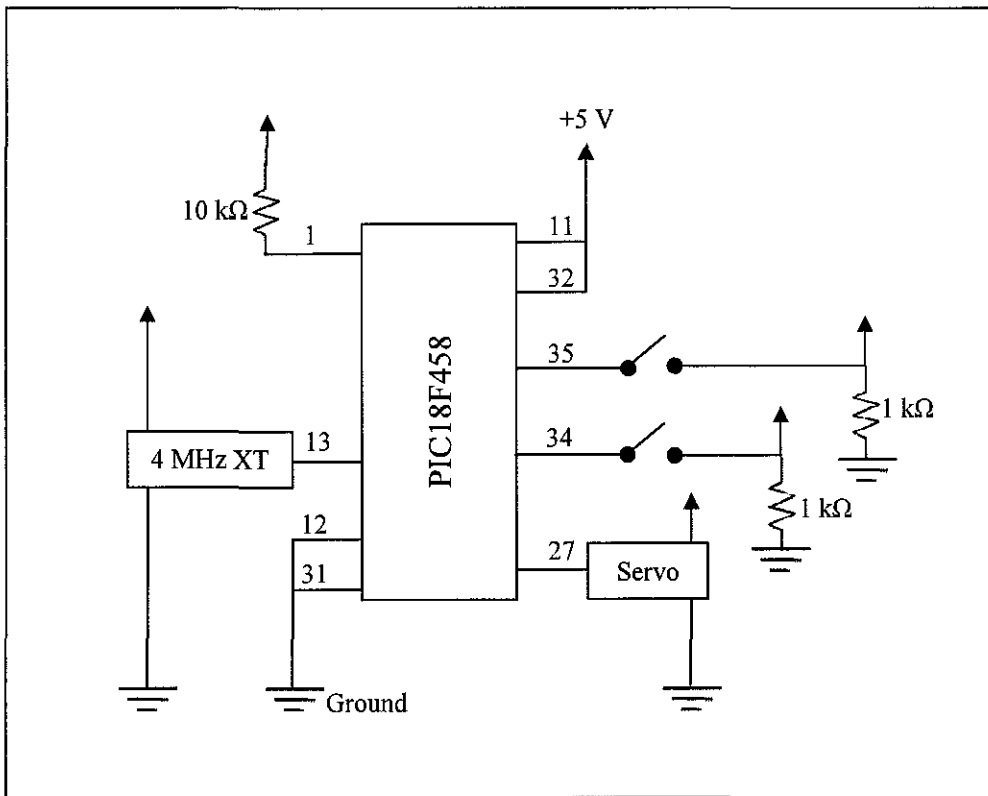 +5 V
10 kΩ
1
11
32
PIC18F458
35
1 kΩ
4 MHz XT
13
34
1 kΩ
12
31
27
Servo
Ground